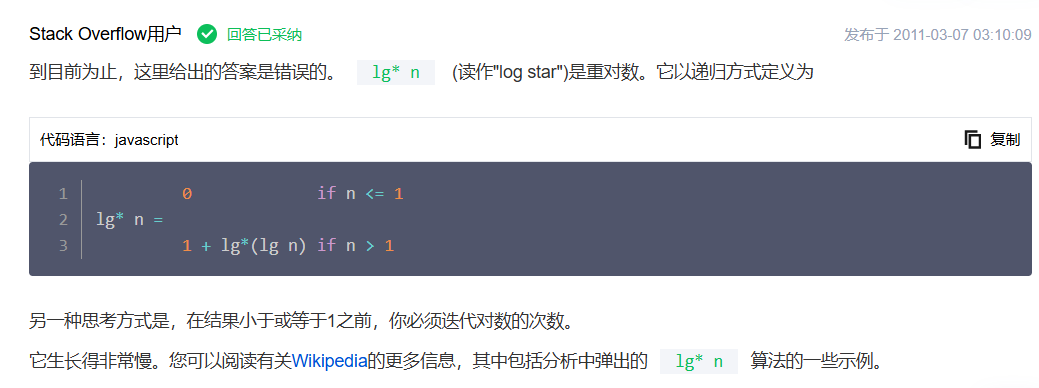 Stack Overflow用户 回答已采纳 发布于 2011-03-07 03:10:09
到目前为止，这里给出的答案是错误的。 lg* n (读作"log star")是重对数。它以递归方式定义为
代码语言：javascript 复制
1 0 if n <= 1
2 lg* n =
3 1 + lg*(lg n) if n > 1
另一种思考方式是，在结果小于或等于1之前，你必须迭代对数的次数。
它生长得非常慢。您可以阅读有关Wikipedia的更多信息，其中包括分析中弹出的 lg* n 算法的一些示例。